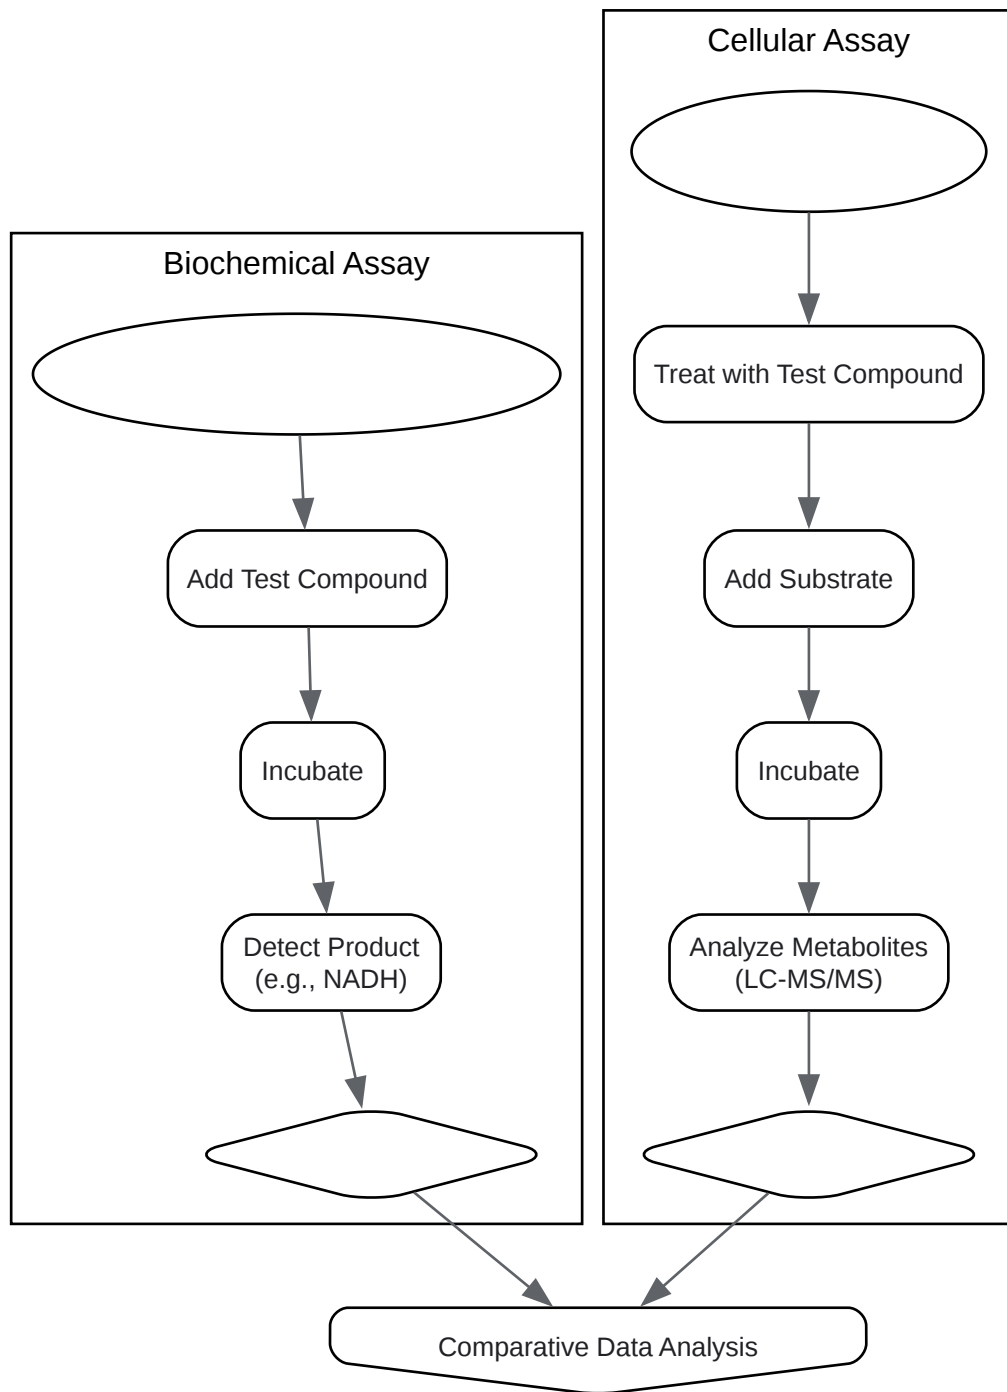 Biochemical Assay
Add Test Compound
Incubate
Detect Product
(e.g., NADH)
Cellular Assay
Treat with Test Compound
Add Substrate
Incubate
Analyze Metabolites
(LC-MS/MS)
Comparative Data Analysis